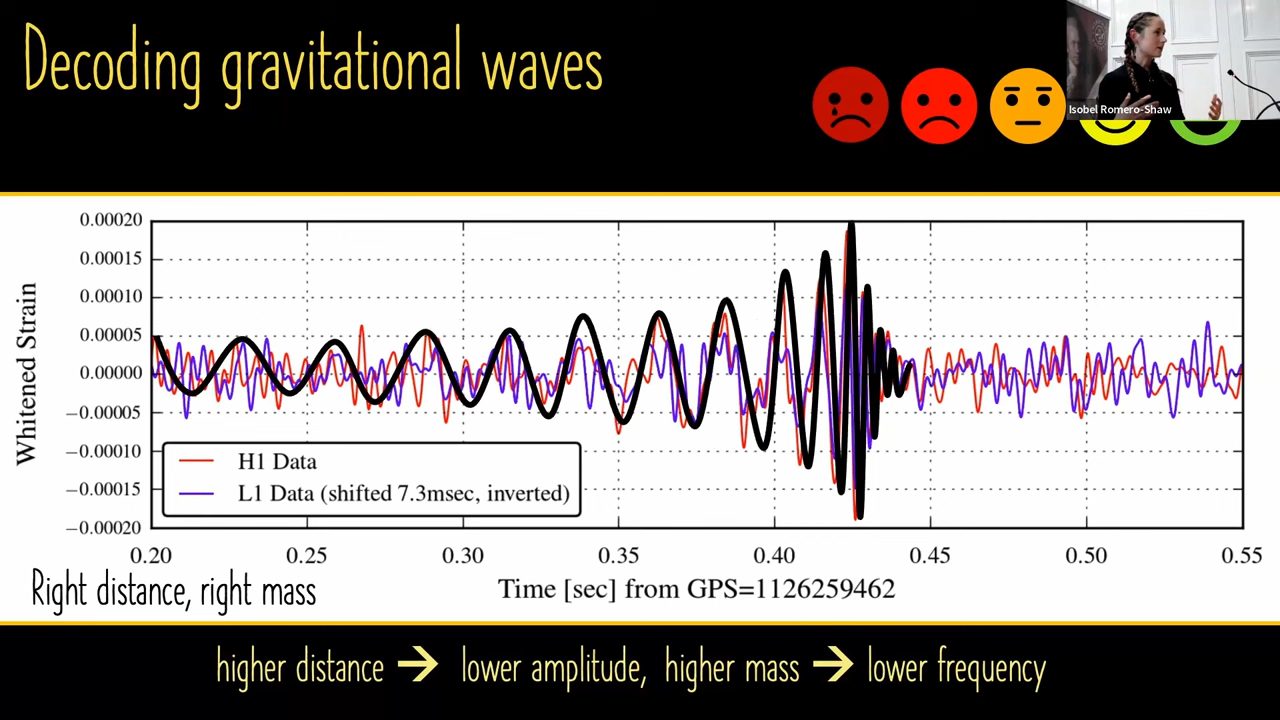 Decoding gravitational waves
Isobel Romero-Shaw
Whitened Strain
0.00020
0.00015
0.00010
0.00005
0.00000
−0.00005
−0.00010
−0.00015
−0.00020
H1 Data
L1 Data (shifted 7.3msec, inverted)
0.20 0.25 0.30 0.35 0.40 0.45 0.50 0.55
Time [sec] from GPS=1126259462
Right distance, right mass
higher distance → lower amplitude, higher mass → lower frequency